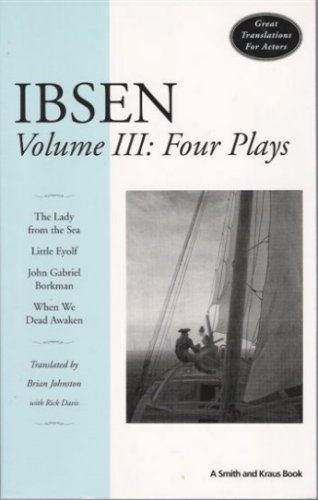 Great
Translations
For Actors
IBSEN
Volume III: Four Plays
The Lady
from the Sea
Little Eyolf
John Gabriel
Borkman
When We
Dead Awaken
Translated by
Brian Johnston
with Rick Davis
A Smith and Kraus Book